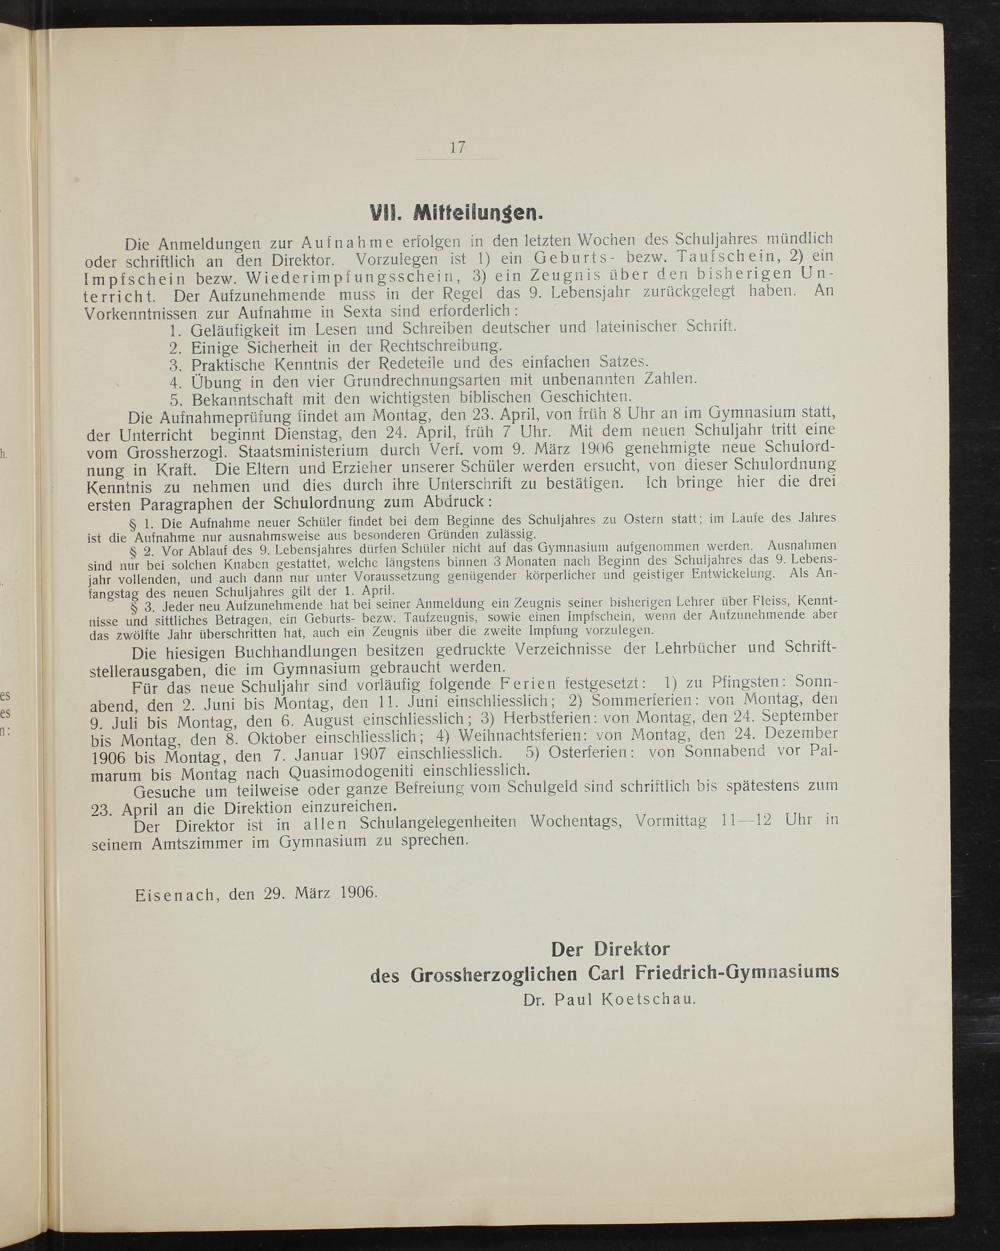 17
VII. Mitteilungen.
Die Anmeldungen zur Aufnahme erfolgen in den letzten Wochen des Schuljahres mündlich
oder schriftlich an den Direktor. Vorzulegen ist 1) ein Geburts- bezw. Taufschein, 2) ein
Impfschein bezw. Wiederimpfungsschein, 3) ein Zeugnis über den bisherigen Un-
terricht. Der Aufzunehmende muss in der Regel das 9. Lebensjahr zurückgelegt haben. An
Vorkenntnissen zur Aufnahme in Sexta sind erforderlich:
1. Geläufigkeit im Lesen und Schreiben deutscher und lateinischer Schrift.
2. Einige Sicherheit in der Rechtschreibung.
3. Praktische Kenntnis der Redeteile und des einfachen Satzes.
4. Übung in den vier Grundrechnungsarten mit unbenannten Zahlen.
5. Bekanntschaft mit den wichtigsten biblischen Geschichten.
Die Aufnahmeprüfung findet am Montag, den 23. April, von früh 8 Uhr an im Gymnasium statt,
der Unterricht beginnt Dienstag, den 24. April, früh 7 Uhr. Mit dem neuen Schuljahr tritt eine
vom Grossherzogl. Staatsministerium durch Verf. vom 9. März 1906 genehmigte neue Schulord-
nung in Kraft. Die Eltern und Erzieher unserer Schüler werden ersucht, von dieser Schulordnung
Kenntnis zu nehmen und dies durch ihre Unterschrift zu bestätigen. Ich bringe hier die drei
ersten Paragraphen der Schulordnung zum Abdruck:
§ 1. Die Aufnahme neuer Schüler findet bei dem Beginne des Schuljahres zu Ostern statt; im Laufe des Jahres
ist die Aufnahme nur ausnahmsweise aus besonderen Gründen zulässig.
§ 2. Vor Ablauf des 9. Lebensjahres dürfen Schüler nicht auf das Gymnasium aufgenommen werden. Ausnahmen
sind nur bei solchen Knaben gestattet, welche längstens binnen 3 Monaten nach Beginn des Schuljahres das 9. Lebens-
jahr vollenden, und auch dann nur unter Voraussetzung genügender körperlicher und geistiger Entwickelung. Als An-
fangstag des neuen Schuljahres gilt der 1. April.
§ 3. Jeder neu Aufzunehmende hat bei seiner Anmeldung ein Zeugnis seiner bisherigen Lehrer über Fleiss, Kennt-
nisse und sittliches Betragen, ein Geburts- bezw. Taufzeugnis, sowie einen Impfschein, wenn der Aufzunehmende aber
das zwölfte Jahr überschritten hat, auch ein Zeugnis über die zweite Impfung vorzulegen.
Die hiesigen Buchhandlungen besitzen gedruckte Verzeichnisse der Lehrbücher und Schrift-
stellerausgaben, die im Gymnasium gebraucht werden.
Für das neue Schuljahr sind vorläufig folgende Ferien festgesetzt: 1) zu Pfingsten: Sonn-
abend, den 2. Juni bis Montag, den 11. Juni einschliesslich; 2) Sommerferien: von Montag, den
9. Juli bis Montag, den 6. August einschliesslich; 3) Herbstferien: von Montag, den 24. September
bis Montag, den 8. Oktober einschliesslich; 4) Weihnachtsferien: von Montag, den 24. Dezember
1906 bis Montag, den 7. Januar 1907 einschliesslich. 5) Osterferien: von Sonnabend vor Pal-
marum bis Montag nach Quasimodogeniti einschliesslich.
Gesuche um teilweise oder ganze Befreiung vom Schulgeld sind schriftlich bis spätestens zum
23. April an die Direktion einzureichen.
Der Direktor ist in allen Schulangelegenheiten Wochentags, Vormittag 11—12 Uhr in
seinem Amtszimmer im Gymnasium zu sprechen.
Eisenach, den 29. März 1906.
Der Direktor
des Grossherzoglichen Carl Friedrich-Gymnasiums
Dr. Paul Koetschau.